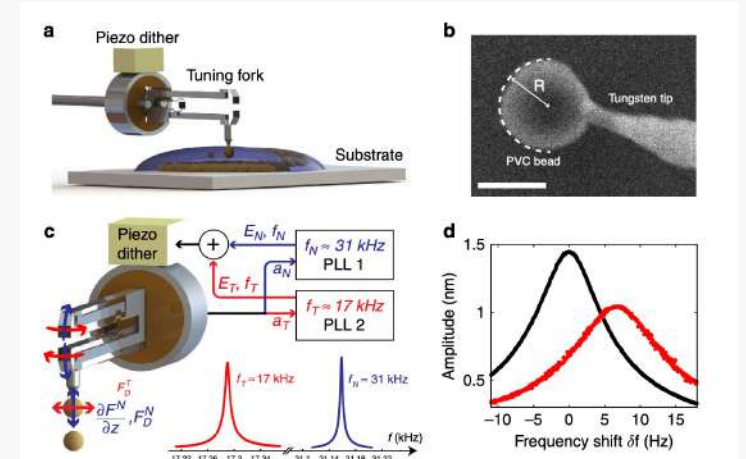 a
Piezo dither
Tuning fork
Substrate
b
R
Tungsten tip
PVC bead
c
Piezo
dither
+
E_N, f_N
a_N
f_N ≈ 31 kHz
PLL 1
E_T, f_T
a_T
f_T ≈ 17 kHz
PLL 2
F_D^T
∂F^N
∂z
, F_D^N
f_T ≈17 kHz
f_N ≈31 kHz
f (kHz)
d
1.5
1
0.5
Amplitude (nm)
-10 -5 0 5 10 15
Frequency shift δf (Hz)